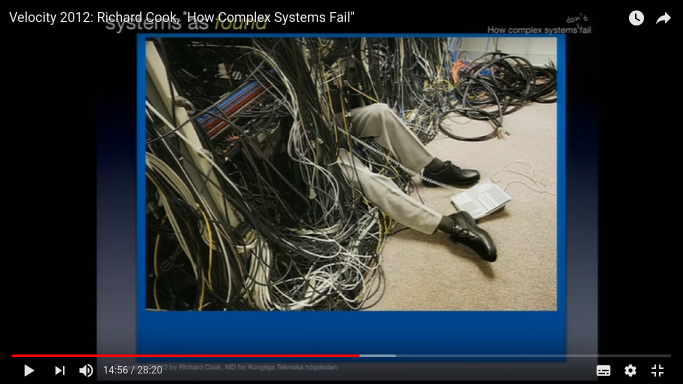 Velocity 2012: Richard Cook, "How Complex Systems Fail"
systems as found
don't
How complex systems fail
by Richard Cook, MD for Kungliga Tekniska högskolan
14:56 / 28:20